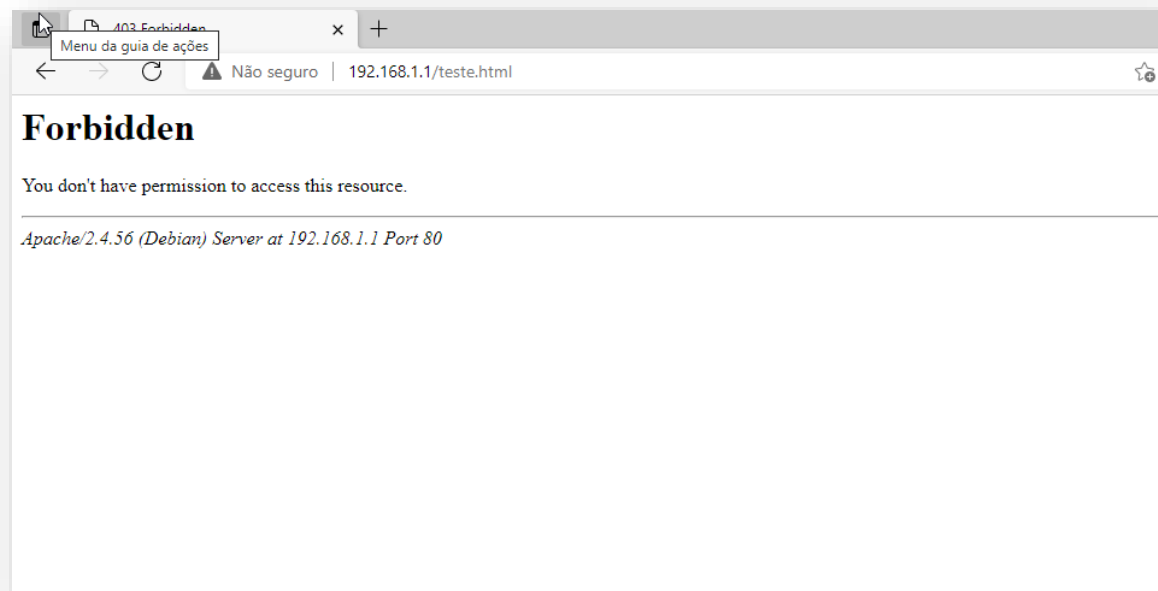 403 Forbidden
Menu da guia de ações
Não seguro | 192.168.1.1/teste.html
Forbidden
You don't have permission to access this resource.
Apache/2.4.56 (Debian) Server at 192.168.1.1 Port 80